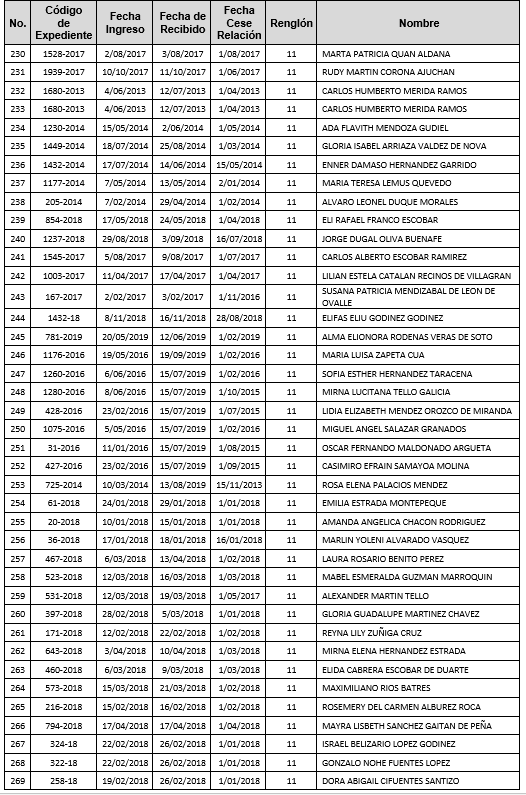 No. Código de Expediente Fecha Ingreso Fecha de Recibido Fecha Cese Relación Renglón Nombre
230 1528-2017 2/08/2017 3/08/2017 1/08/2017 11 MARTA PATRICIA QUAN ALDANA
231 1939-2017 10/10/2017 11/10/2017 1/06/2017 11 RUDY MARTIN CORONA AJUCHAN
232 1680-2013 4/06/2013 12/07/2013 1/04/2013 11 CARLOS HUMBERTO MERIDA RAMOS
233 1680-2013 4/06/2013 12/07/2013 1/04/2013 11 CARLOS HUMBERTO MERIDA RAMOS
234 1230-2014 15/05/2014 2/06/2014 1/05/2014 11 ADA FLAVITH MENDOZA GUDIEL
235 1449-2014 18/07/2014 25/08/2014 1/03/2014 11 GLORIA ISABEL ARRIAZA VALDEZ DE NOVA
236 1432-2014 17/07/2014 14/06/2014 15/05/2014 11 ENNER DAMASO HERNANDEZ GARRIDO
237 1177-2014 7/05/2014 13/05/2014 2/01/2014 11 MARIA TERESA LEMUS QUEVEDO
238 205-2014 7/02/2014 29/04/2014 1/02/2014 11 ALVARO LEONEL DUQUE MORALES
239 854-2018 17/05/2018 24/05/2018 1/04/2018 11 ELI RAFAEL FRANCO ESCOBAR
240 1237-2018 29/08/2018 3/09/2018 16/07/2018 11 JORGE DUGAL OLIVA BUENAFE
241 1545-2017 5/08/2017 9/08/2017 1/07/2017 11 CARLOS ALBERTO ESCOBAR RAMIREZ
242 1003-2017 11/04/2017 17/04/2017 1/04/2017 11 LILIAN ESTELA CATALAN RECINOS DE VILLAGRAN
243 167-2017 2/02/2017 3/02/2017 1/11/2016 11 SUSANA PATRICIA MENDIZABAL DE LEON DE
OVALLE
244 1432-18 8/11/2018 16/11/2018 28/08/2018 11 ELIFAS ELIU GODINEZ GODINEZ
245 781-2019 20/05/2019 12/06/2019 1/02/2019 11 ALMA ELIONORA RODENAS VERAS DE SOTO
246 1176-2016 19/05/2016 19/09/2016 1/02/2016 11 MARIA LUISA ZAPETA CUA
247 1260-2016 6/06/2016 15/07/2019 1/02/2016 11 SOFIA ESTHER HERNANDEZ TARACENA
248 1280-2016 8/06/2016 15/07/2019 1/10/2015 11 MIRNA LUCITANA TELLO GALICIA
249 428-2016 23/02/2016 15/07/2019 1/07/2015 11 LIDIA ELIZABETH MENDEZ OROZCO DE MIRANDA
250 1075-2016 5/05/2016 15/07/2019 1/02/2016 11 MIGUEL ANGEL SALAZAR GRANADOS
251 31-2016 11/01/2016 15/07/2019 1/08/2015 11 OSCAR FERNANDO MALDONADO ARGUETA
252 427-2016 23/02/2016 15/07/2019 1/09/2015 11 CASIMIRO EFRAIN SAMAYOA MOLINA
253 725-2014 10/03/2014 13/08/2019 15/11/2013 11 ROSA ELENA PALACIOS MENDEZ
254 61-2018 24/01/2018 29/01/2018 1/01/2018 11 EMILIA ESTRADA MONTEPEQUE
255 20-2018 10/01/2018 15/01/2018 1/01/2018 11 AMANDA ANGELICA CHACON RODRIGUEZ
256 36-2018 17/01/2018 18/01/2018 16/01/2018 11 MARLIN YOLENI ALVARADO VASQUEZ
257 467-2018 6/03/2018 13/04/2018 1/02/2018 11 LAURA ROSARIO BENITO PEREZ
258 523-2018 12/03/2018 16/03/2018 1/03/2018 11 MABEL ESMERALDA GUZMAN MARROQUIN
259 531-2018 12/03/2018 19/03/2018 1/05/2017 11 ALEXANDER MARTIN TELLO
260 397-2018 28/02/2018 5/03/2018 1/01/2018 11 GLORIA GUADALUPE MARTINEZ CHAVEZ
261 171-2018 12/02/2018 22/02/2018 1/02/2018 11 REYNA LILY ZUÑIGA CRUZ
262 643-2018 3/04/2018 10/04/2018 1/03/2018 11 MIRNA ELENA HERNANDEZ ESTRADA
263 460-2018 6/03/2018 9/03/2018 1/03/2018 11 ELIDA CABRERA ESCOBAR DE DUARTE
264 573-2018 15/03/2018 21/03/2018 1/02/2018 11 MAXIMILIANO RIOS BATRES
265 216-2018 15/02/2018 16/02/2018 1/02/2018 11 ROSEMERY DEL CARMEN ALBUREZ ROCA
266 794-2018 17/04/2018 17/04/2018 1/04/2018 11 MAYRA LISBETH SANCHEZ GAITAN DE PEÑA
267 324-18 22/02/2018 26/02/2018 1/01/2018 11 ISRAEL BELIZARIO LOPEZ GODINEZ
268 322-18 22/02/2018 26/02/2018 1/01/2018 11 GONZALO NOHE FUENTES LOPEZ
269 258-18 19/02/2018 26/02/2018 1/01/2018 11 DORA ABIGAIL CIFUENTES SANTIZO